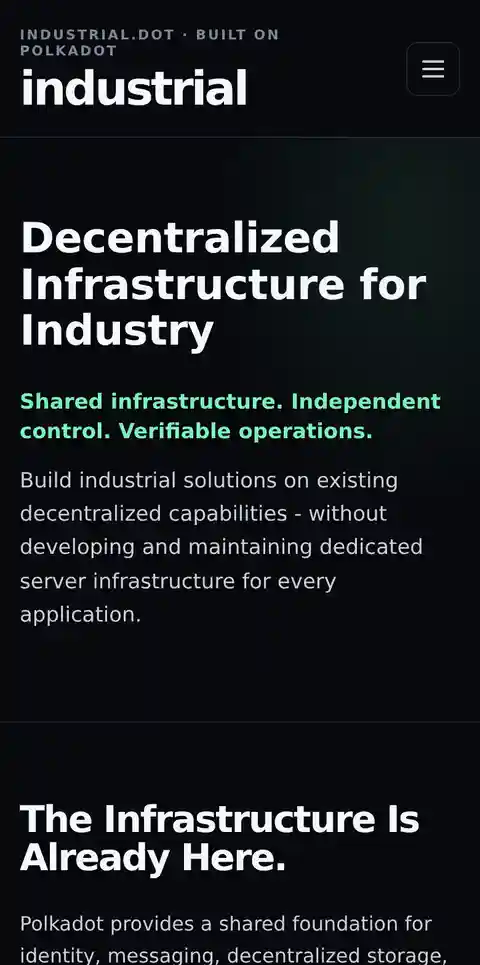 INDUSTRIAL.DOT · BUILT ON
POLKADOT
industrial
Decentralized
Infrastructure for
Industry
Shared infrastructure. Independent
control. Verifiable operations.
Build industrial solutions on existing
decentralized capabilities - without
developing and maintaining dedicated
server infrastructure for every
application.
The Infrastructure Is
Already Here.
Polkadot provides a shared foundation for
identity, messaging, decentralized storage,